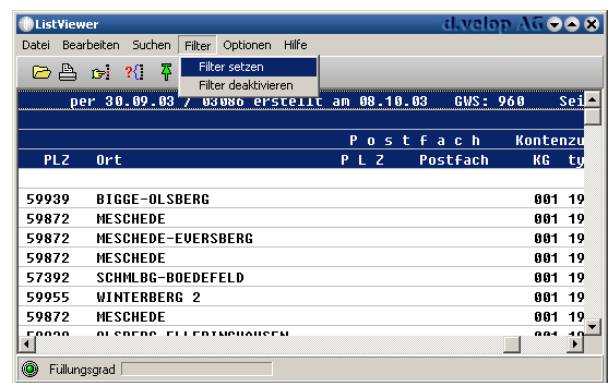 ListViewer d.velop AG
Datei Bearbeiten Suchen Filter Optionen Hilfe
Filter setzen
Filter deaktivieren
per 30.09.03 / 03086 erstellt am 08.10.03 GWS: 960 Sei
P o s t f a c h Kontenzu
PLZ Ort P L Z Postfach KG ty
59939 BIGGE-OLSBERG 001 19
59872 MESCHEDE 001 19
59872 MESCHEDE-EVERSBERG 001 19
59872 MESCHEDE 001 19
57392 SCHMLBG-BOEDEFELD 001 19
59955 WINTERBERG 2 001 19
59872 MESCHEDE 001 19
Füllungsgrad